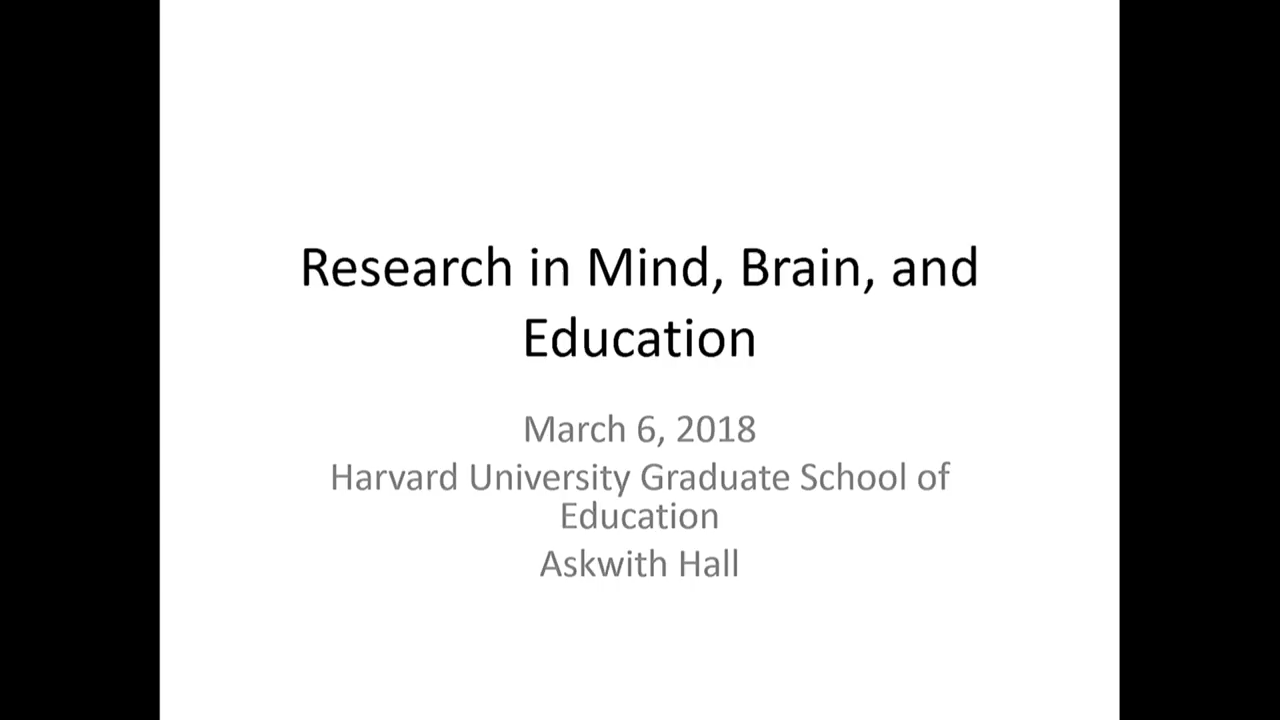 Research in Mind, Brain, and
Education
March 6, 2018
Harvard University Graduate School of
Education
Askwith Hall